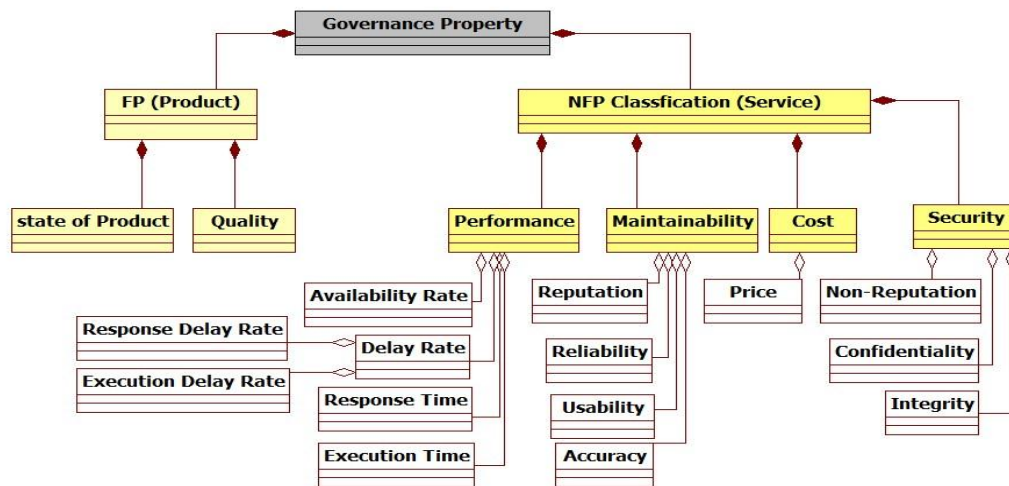 Governance Property
FP (Product)
NFP Classfication (Service)
state of Product
Quality
Performance
Maintainability
Cost
Security
Availability Rate
Reputation
Price
Non-Reputation
Response Delay Rate
Delay Rate
Reliability
Confidentiality
Execution Delay Rate
Response Time
Usability
Integrity
Execution Time
Accuracy